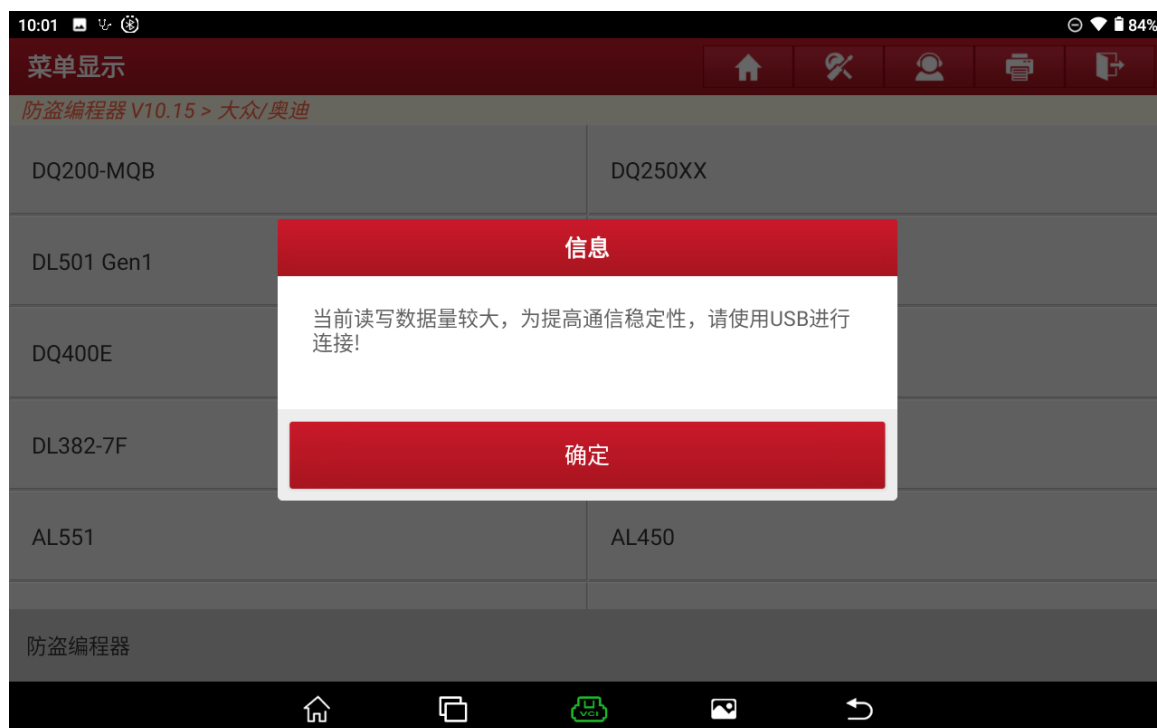 10:01
84%
菜单显示
防盗编程器 V10.15 > 大众/奥迪
DQ200-MQB
DQ250XX
DL501 Gen1
信息
当前读写数据量较大，为提高通信稳定性，请使用USB进行
连接!
DQ400E
DL382-7F
确定
AL551
AL450
防盗编程器
VCI